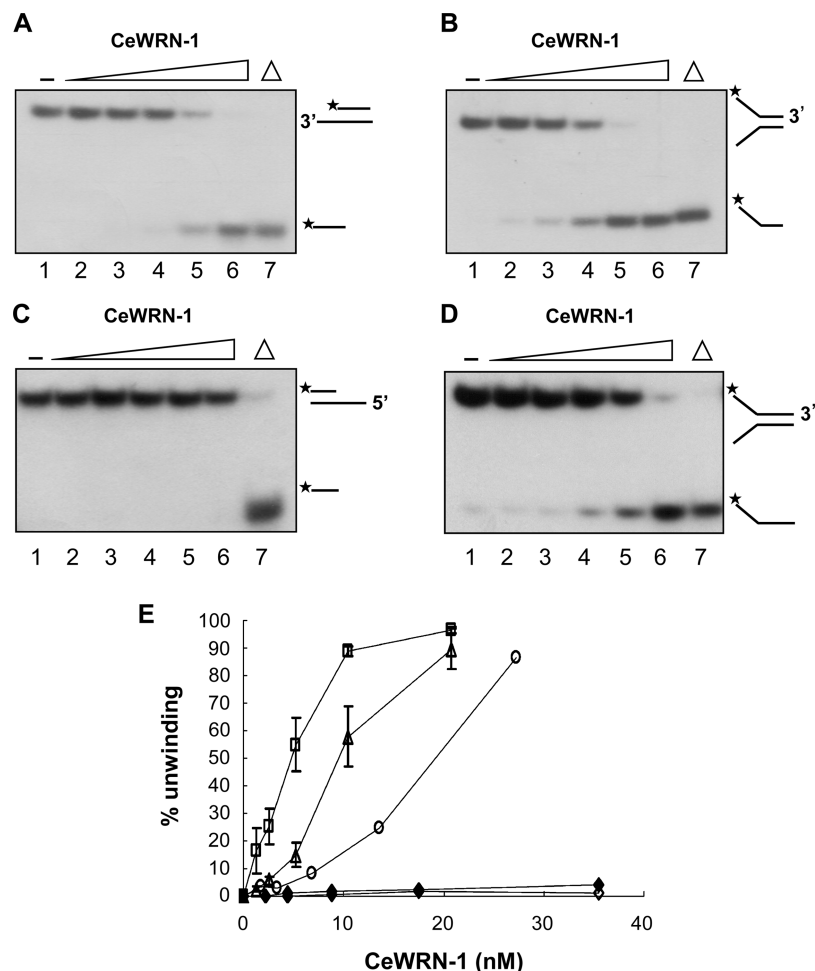 A
CeWRN-1
–
3'
1 2 3 4 5 6 7
B
CeWRN-1
–
3'
1 2 3 4 5 6 7
C
CeWRN-1
–
5'
1 2 3 4 5 6 7
D
CeWRN-1
–
3'
1 2 3 4 5 6 7
E
% unwinding
100
90
80
70
60
50
40
30
20
10
0
0 10 20 30 40
CeWRN-1 (nM)